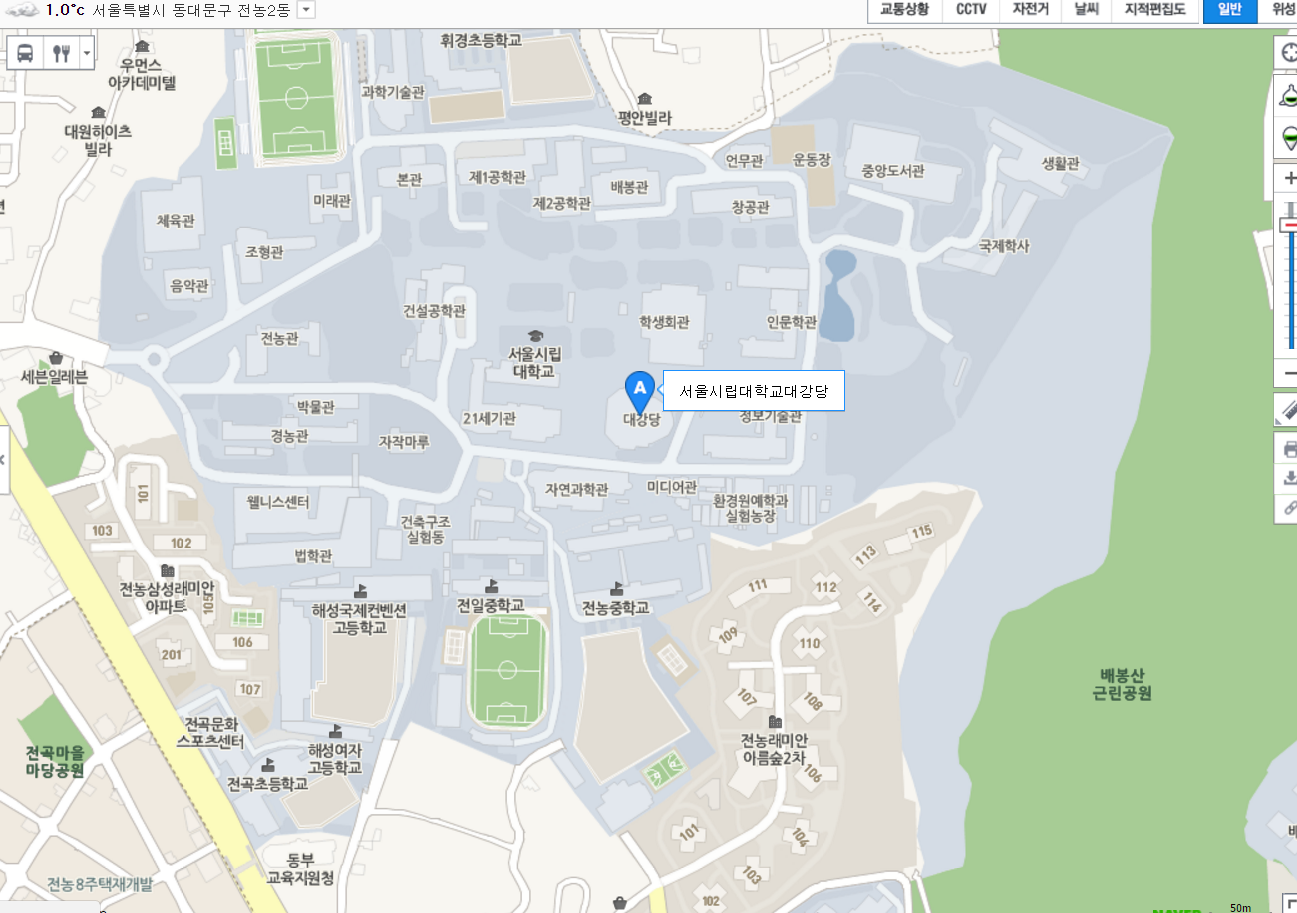 1.0°c 서울특별시 동대문구 전농2동
교통상황 CCTV 자전거 날씨 지적편집도 일반 위성
휘경초등학교
우먼스
아카데미텔
과학기술관
평안빌라
대원하이츠
빌라
언무관
운동장
중앙도서관
생활관
본관
제1공학관
배봉관
미래관
제2공학관
창공관
체육관
조형관
국제학사
음악관
건설공학관
학생회관
인문학관
전농관
서울시립
대학교
세븐일레븐
A
서울시립대학교대강당
박물관
21세기관
대강당
정보기술관
경농관
자작마루
자연과학관
미디어관
웰니스센터
환경원예학과
실험농장
건축구조
실험동
101
103
102
법학관
115
113
전농삼성래미안
아파트
105
111
112
114
해성국제컨벤션
고등학교
전일중학교
전농중학교
106
109
110
201
107
배봉산
근린공원
107
108
전곡문화
스포츠센터
전농래미안
아름숲2차
해성여자
고등학교
전곡마을
마당공원
106
전곡초등학교
101
104
동부
교육지원청
103
전농8주택재개발
102
50m
NAVER